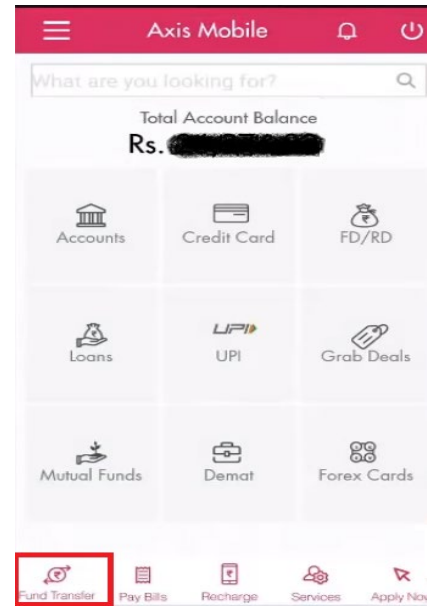 Axis Mobile
What are you looking for?
Total Account Balance
Rs.
Accounts Credit Card FD/RD
Loans UPI UPI Grab Deals
Mutual Funds Demat Forex Cards
Fund Transfer Pay Bills Recharge Services Apply Now